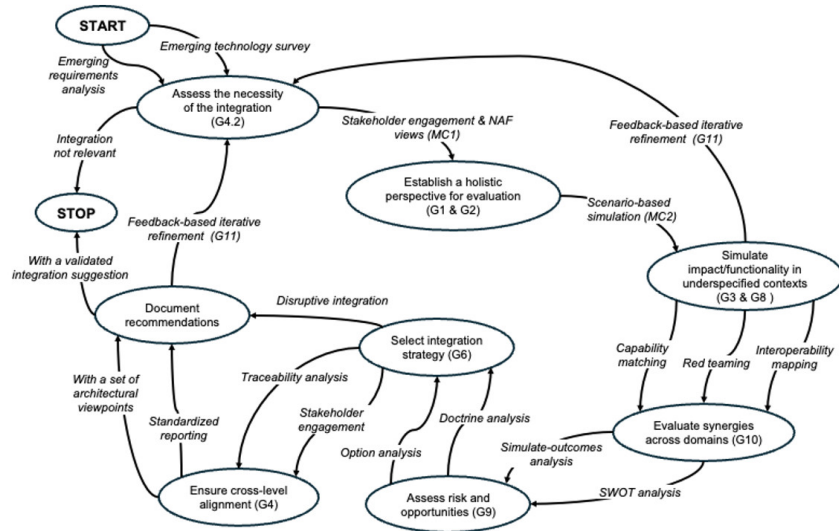 START
Emerging technology survey
Emerging
requirements
analysis
Assess the necessity
of the integration
(G4.2)
Stakeholder engagement & NAF
views (MC1)
Feedback-based iterative
refinement  (G11)
Integration
not relevant
Establish a holistic
perspective for evaluation
(G1 & G2)
Scenario-based
simulation (MC2)
STOP
Feedback-based iterative
refinement  (G11)
With a validated
integration suggestion
Simulate
impact/functionality in
underspecified contexts
(G3 & G8 )
Document
recommendations
Disruptive integration
Select integration
strategy (G6)
Capability
matching
Red teaming
Interoperability
mapping
With a set of
architectural
viewpoints
Standardized
reporting
Traceability analysis
Stakeholder
engagement
Option analysis
Doctrine analysis
Simulate-outcomes
analysis
Evaluate synergies
across domains (G10)
SWOT analysis
Ensure cross-level
alignment (G4)
Assess risk and
opportunities (G9)